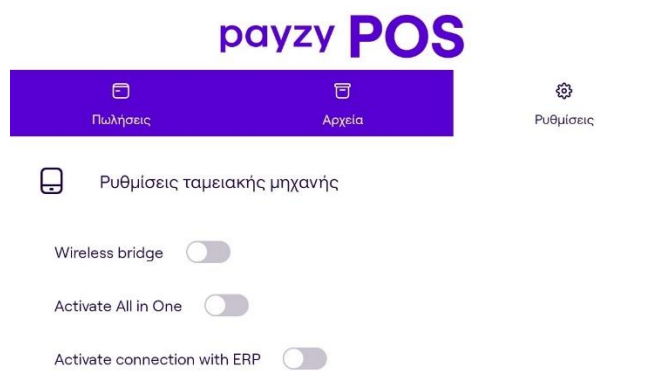 payzy POS
Πωλήσεις
Αρχεία
Ρυθμίσεις
Ρυθμίσεις ταμειακής μηχανής
Wireless bridge
Activate All in One
Activate connection with ERP